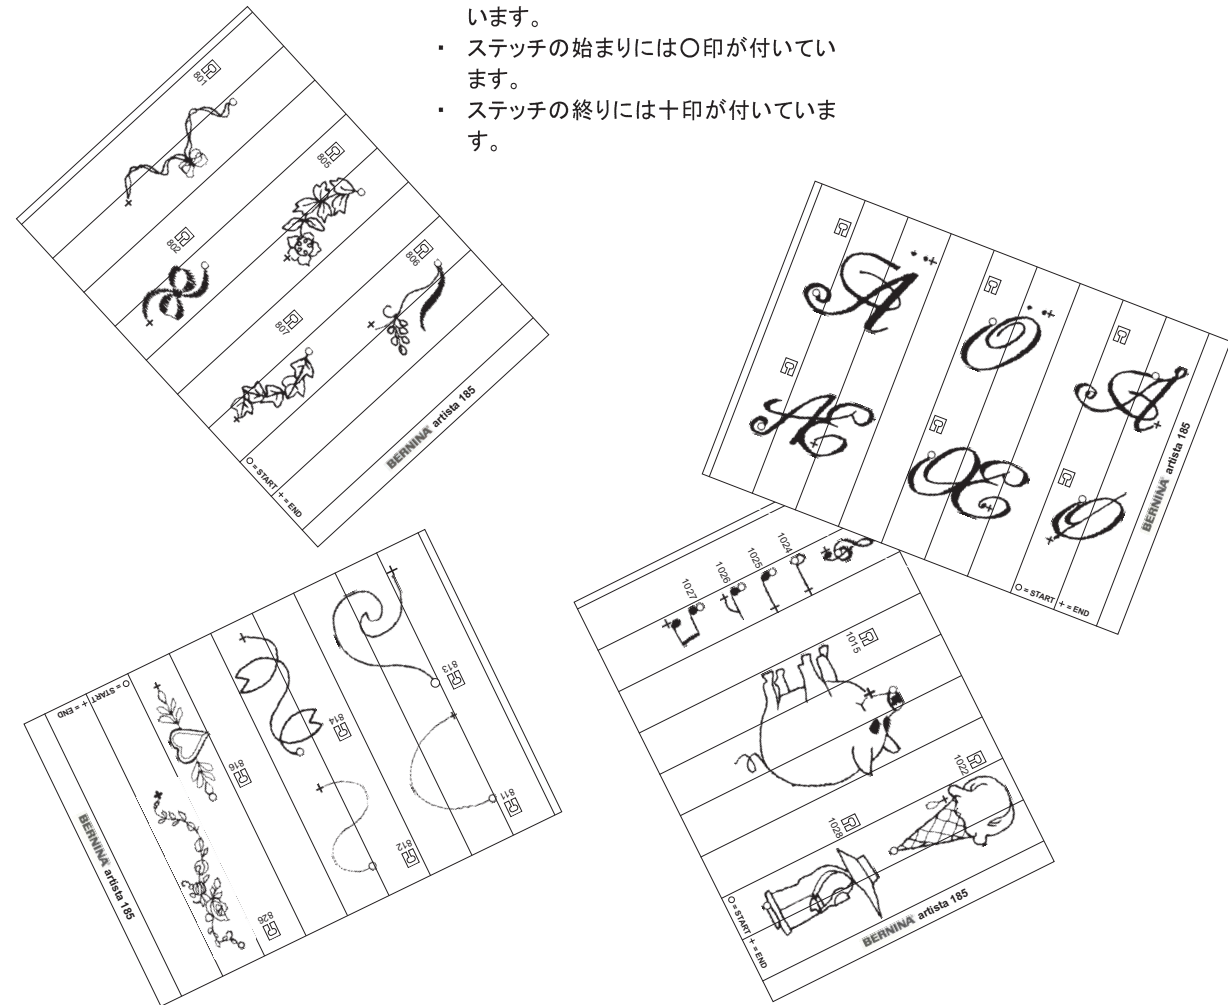 います。
・ ステッチの始まりには〇印が付いてい
ます。
・ ステッチの終りには十印が付いていま
す。
801
802
805
806
807
BERNINA artista 185
○ = START + = END
A
O
A
Æ
Œ
O
BERNINA artista 185
○ = START + = END
○ = START + = END
813
814
816
811
812
826
BERNINA artista 185
1024
1025
1026
1027
1015
1022
1028
○ = START + = END
BERNINA artista 185